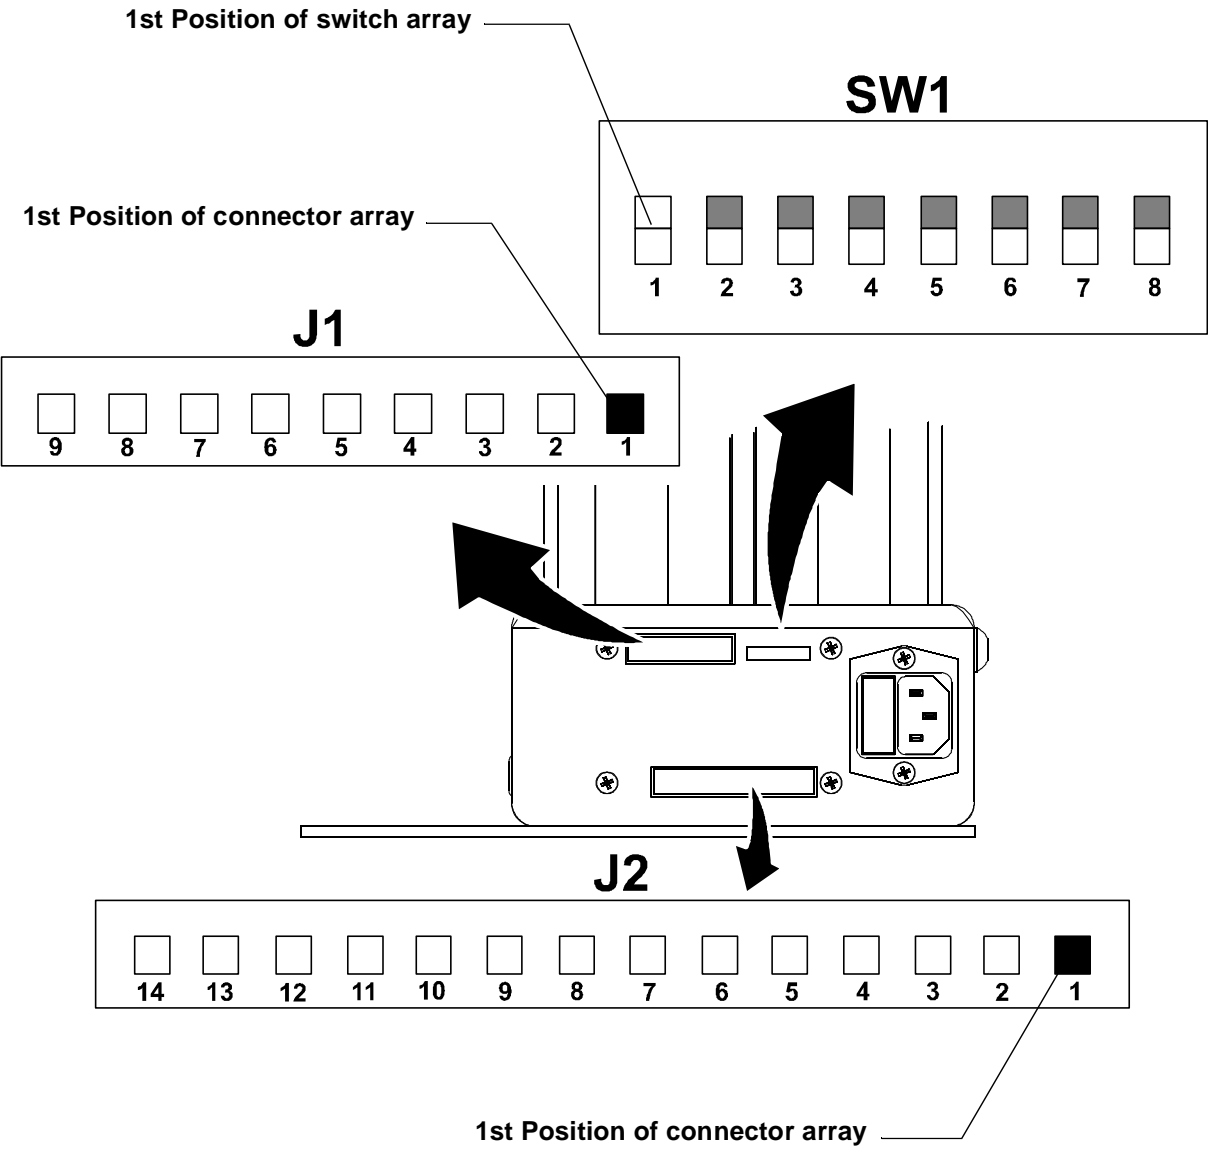 1st Position of switch array
SW1
1 2 3 4 5 6 7 8
1st Position of connector array
J1
9 8 7 6 5 4 3 2 1
J2
14 13 12 11 10 9 8 7 6 5 4 3 2 1
1st Position of connector array